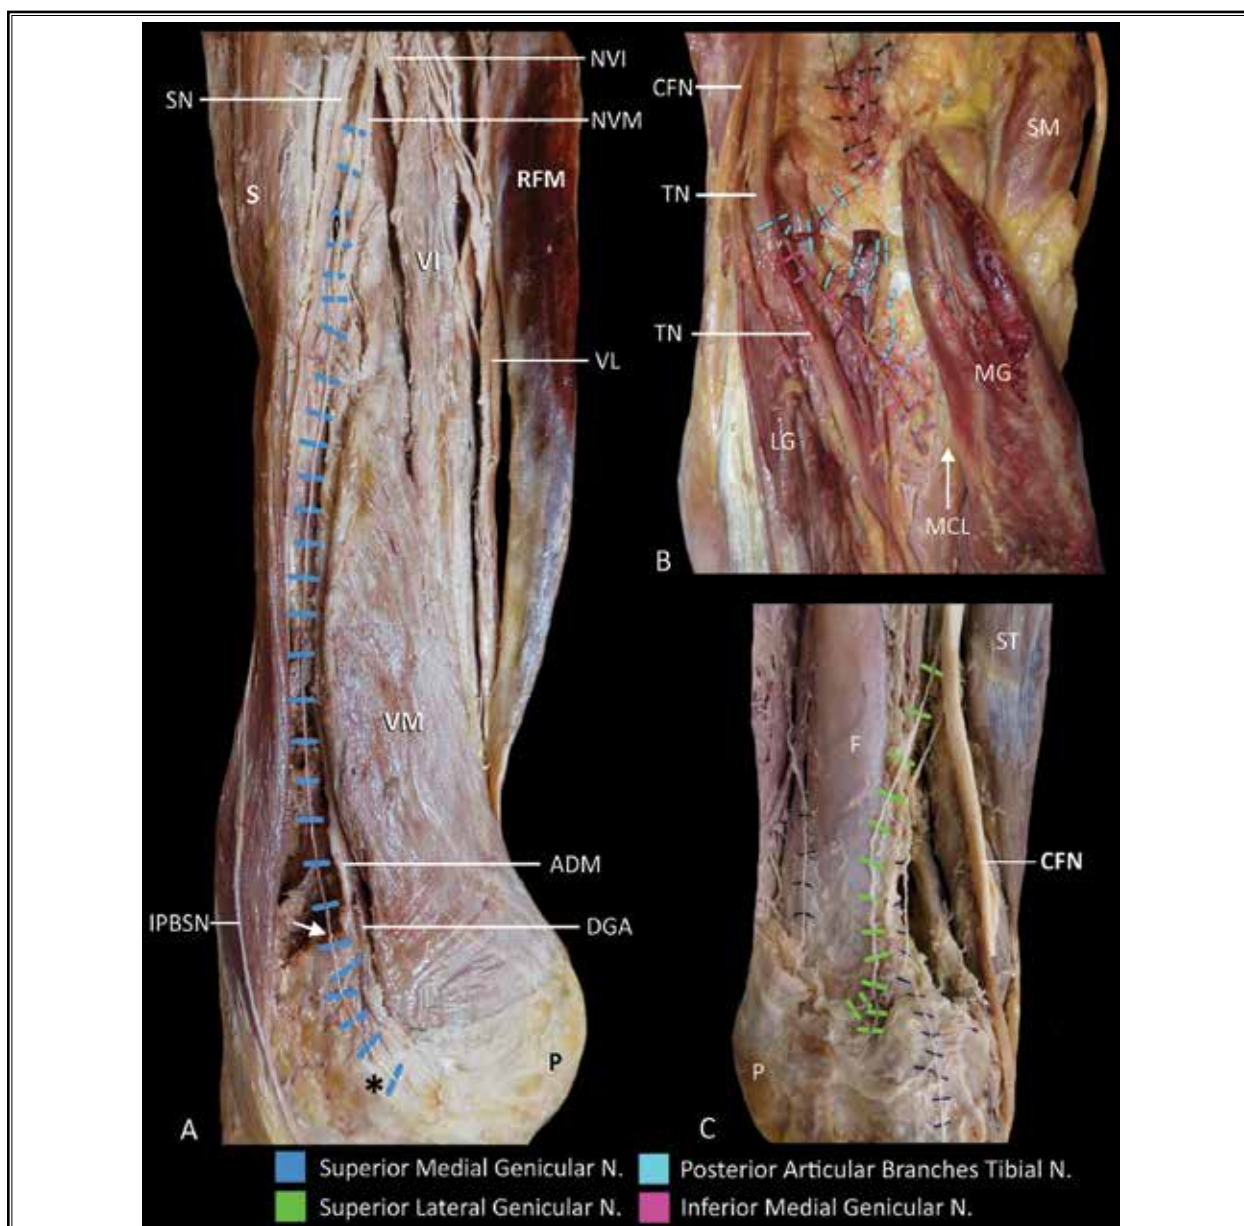 NVI
SN
NVM
S
RFM
VI
VL
VM
ADM
IPBSN
DGA
P
*
A
CFN
SM
TN
TN
MG
LG
MCL
B
ST
F
CFN
P
C
Superior Medial Genicular N.
Posterior Articular Branches Tibial N.
Superior Lateral Genicular N.
Inferior Medial Genicular N.